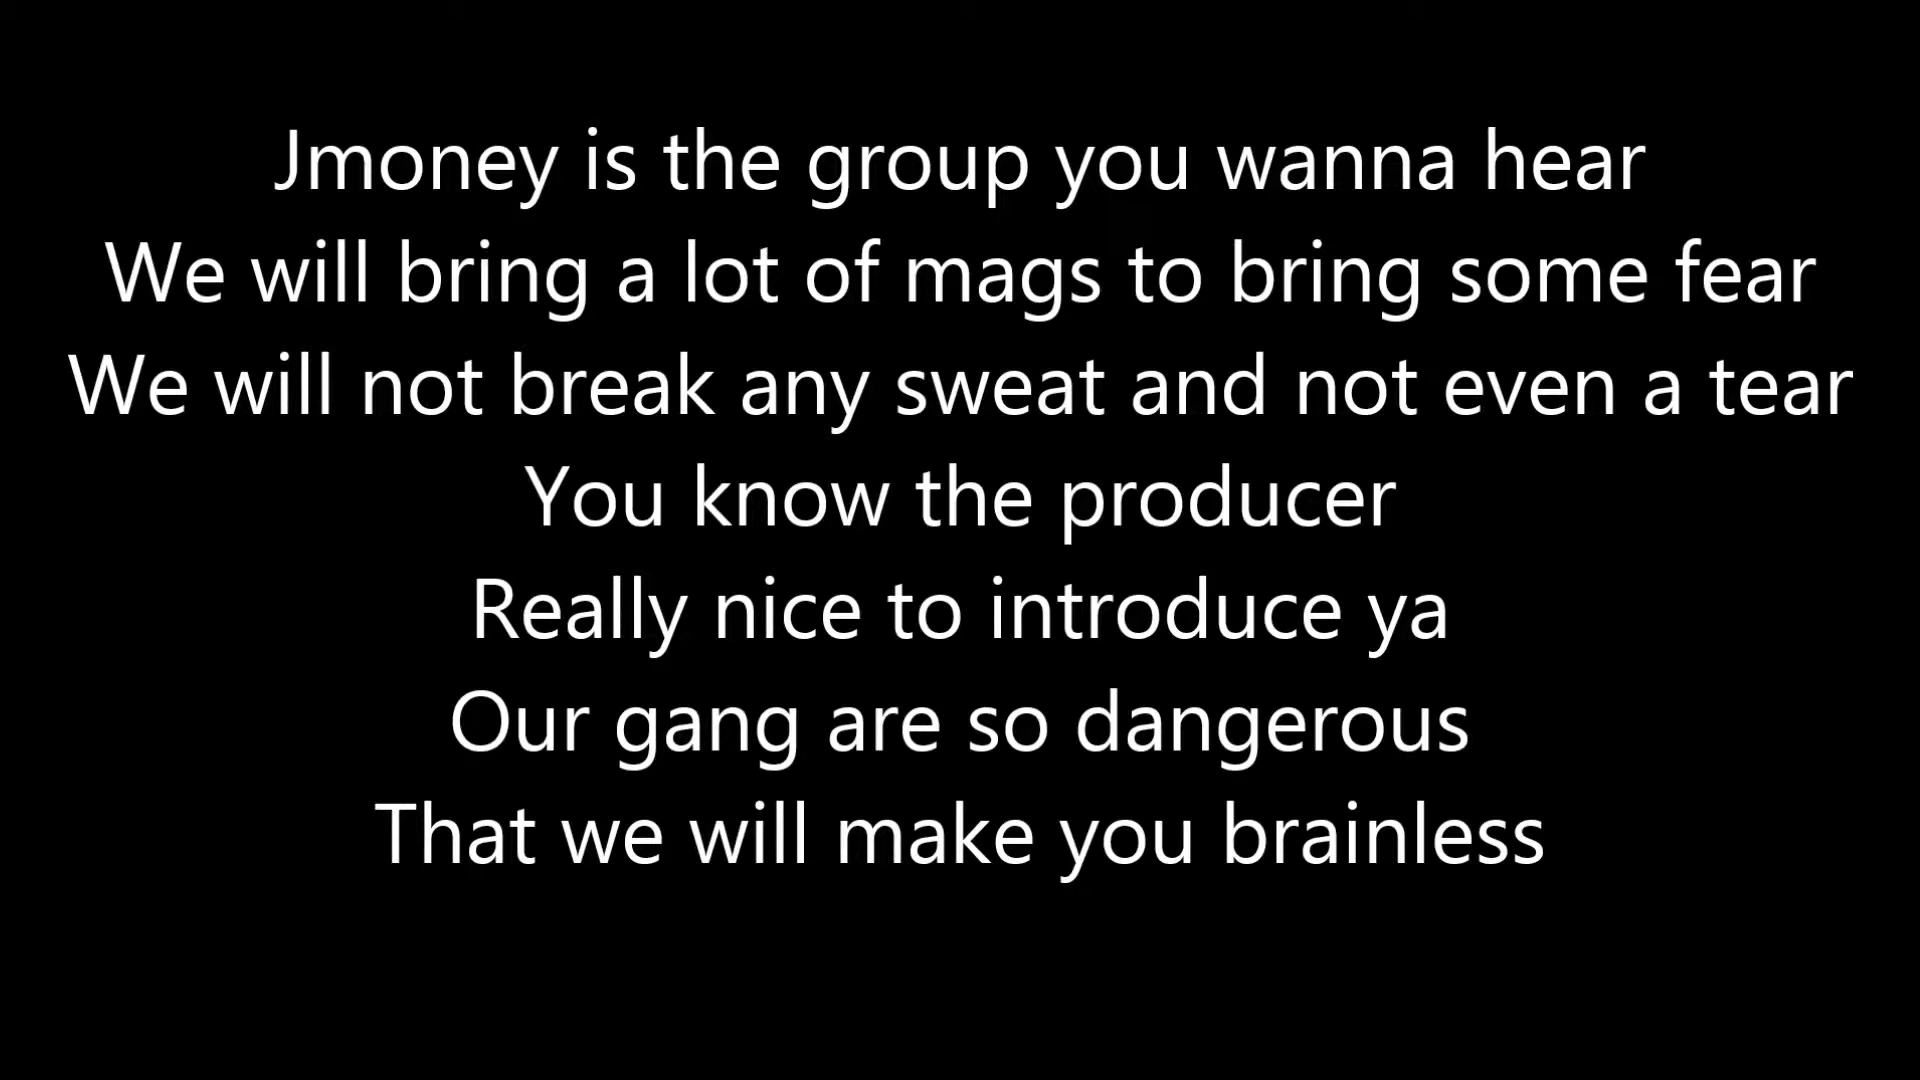 Jmoney is the group you wanna hear
We will bring a lot of mags to bring some fear
We will not break any sweat and not even a tear
You know the producer
Really nice to introduce ya
Our gang are so dangerous
That we will make you brainless